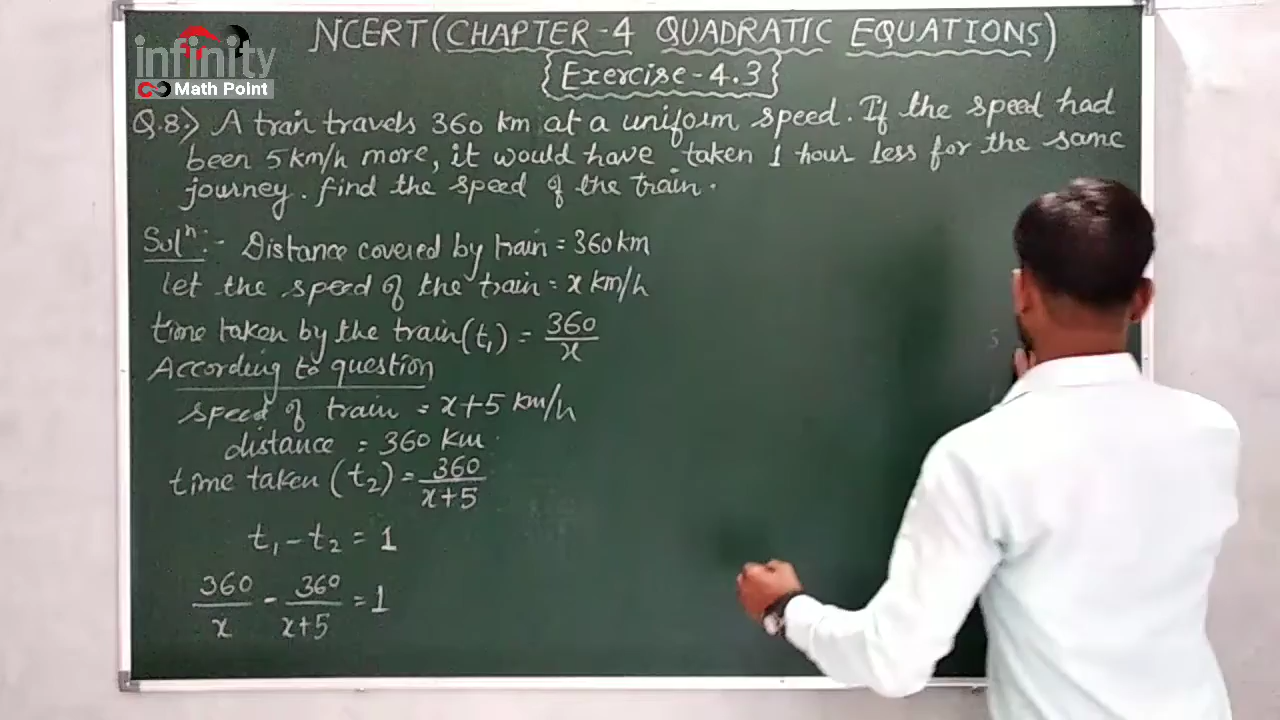 infinity
Math Point
NCERT (CHAPTER-4 QUADRATIC EQUATIONS)
{Exercise-4.3}
Q.8:> A train travels 360 km at a uniform speed. If the speed had
been 5 km/h more, it would have taken 1 hour less for the same
journey. find the speed of the train.
Solⁿ:- Distance covered by train = 360 km
let the speed of the train = x km/h
time taken by the train (t₁) = 360/x
According to question
speed of train = x+5 km/h
distance = 360 km.
time taken (t₂) = 360/(x+5)
t₁ - t₂ = 1
360/x - 360/(x+5) = 1